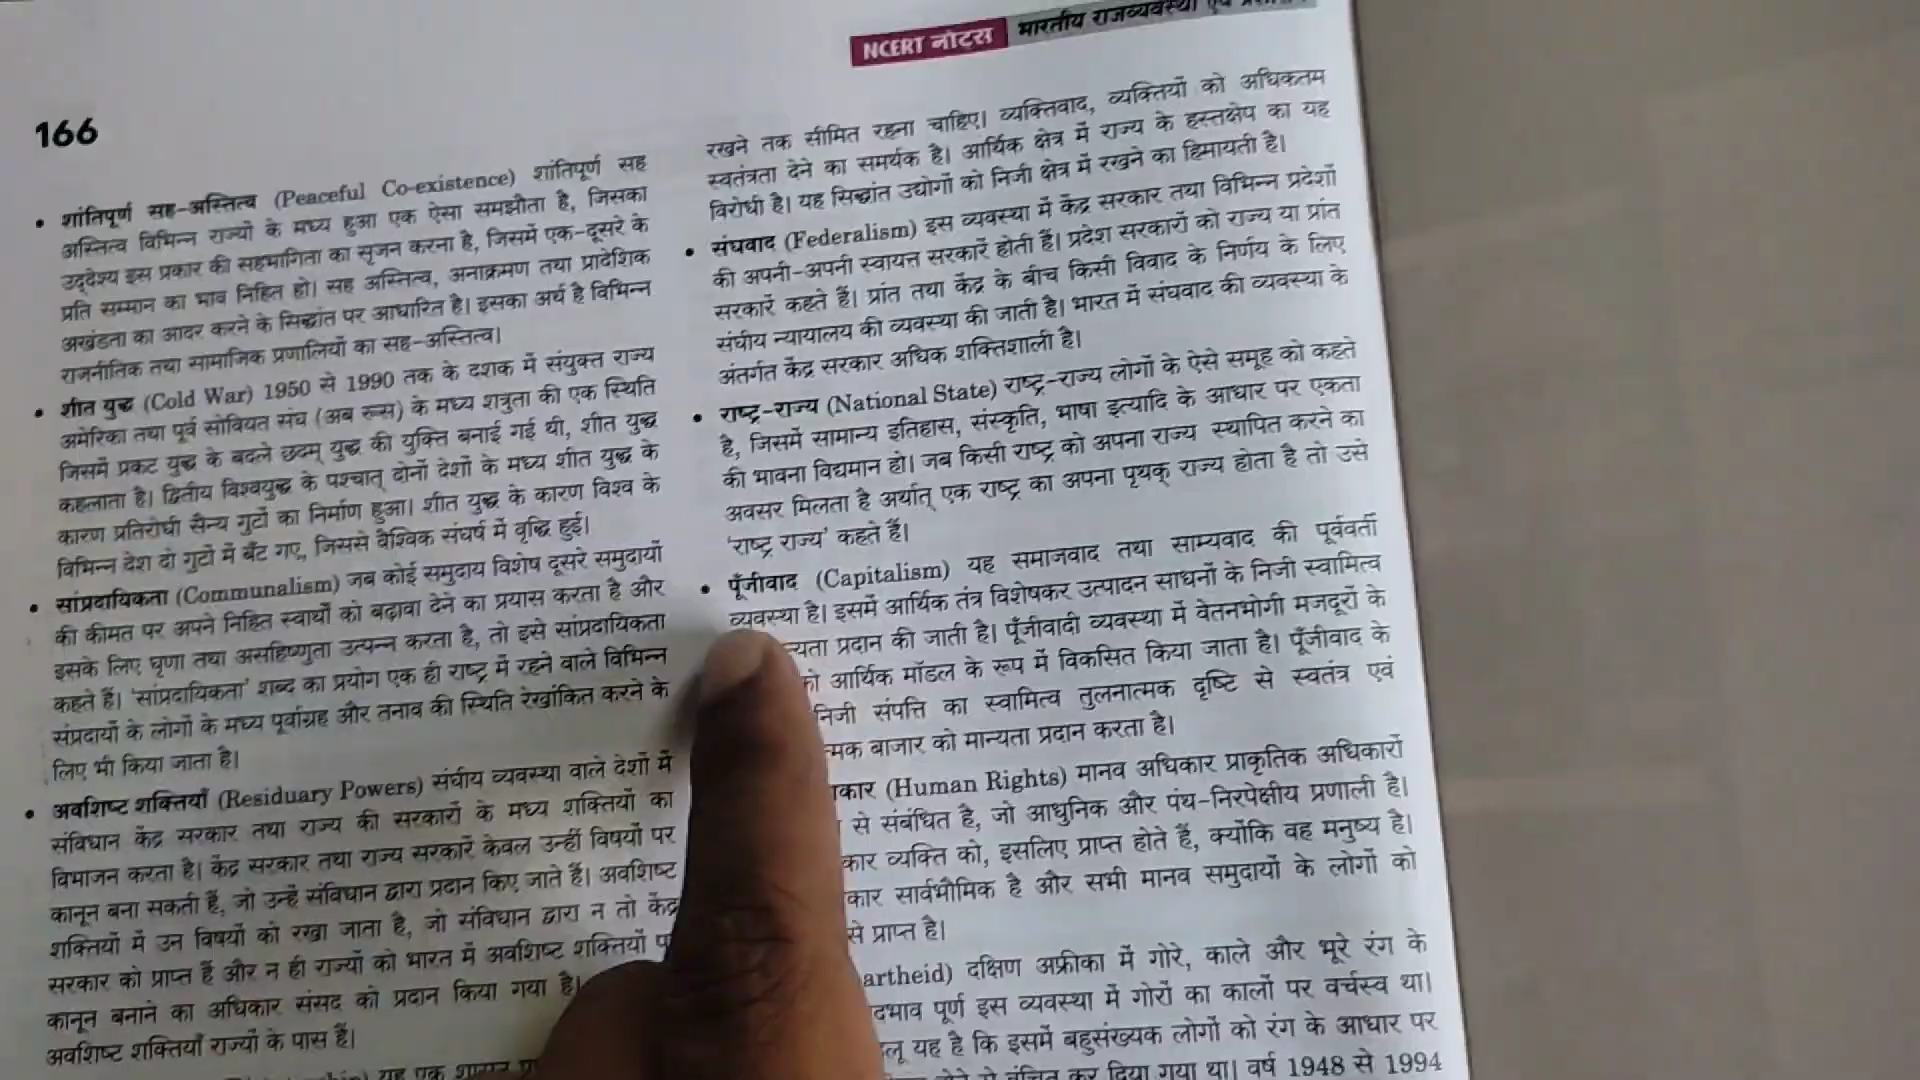 NCERT नोट्स भारतीय राजव्यवस्था एवं
166
• शांतिपूर्ण सह-अस्तित्व (Peaceful Co-existence) शांतिपूर्ण सह
अस्तित्व विभिन्न राज्यों के मध्य हुआ एक ऐसा समझौता है, जिसका
उद्देश्य इस प्रकार की सहभागिता का सृजन करना है, जिसमें एक-दूसरे के
प्रति सम्मान का भाव निहित हो। सह अस्तित्व, अनाक्रमण तथा प्रादेशिक
अखंडता का आदर करने के सिद्धांत पर आधारित है। इसका अर्थ है विभिन्न
राजनीतिक तथा सामाजिक प्रणालियों का सह-अस्तित्व।
• शीत युद्ध (Cold War) 1950 से 1990 तक के दशक में संयुक्त राज्य
अमेरिका तथा पूर्व सोवियत संघ (अब रूस) के मध्य शत्रुता की एक स्थिति
जिसमें प्रकट युद्ध के बदले छद्म् युद्ध की युक्ति बनाई गई थी, शीत युद्ध
कहलाता है। द्वितीय विश्वयुद्ध के पश्चात् दोनों देशों के मध्य शीत युद्ध के
कारण प्रतिरोधी सैन्य गुटों का निर्माण हुआ। शीत युद्ध के कारण विश्व के
विभिन्न देश दो गुटों में बँट गए, जिससे वैश्विक संघर्ष में वृद्धि हुई।
• सांप्रदायिकता (Communalism) जब कोई समुदाय विशेष दूसरे समुदायों
की कीमत पर अपने निहित स्वार्थों को बढ़ावा देने का प्रयास करता है और
इसके लिए घृणा तथा असहिष्णुता उत्पन्न करता है, तो इसे सांप्रदायिकता
कहते हैं। 'सांप्रदायिकता' शब्द का प्रयोग एक ही राष्ट्र में रहने वाले विभिन्न
संप्रदायों के लोगों के मध्य पूर्वाग्रह और तनाव की स्थिति रेखांकित करने के
लिए भी किया जाता है।
• अवशिष्ट शक्तियाँ (Residuary Powers) संघीय व्यवस्था वाले देशों में
संविधान केंद्र सरकार तथा राज्य की सरकारों के मध्य शक्तियों का
विभाजन करता है। केंद्र सरकार तथा राज्य सरकारें केवल उन्हीं विषयों पर
कानून बना सकती हैं, जो उन्हें संविधान द्वारा प्रदान किए जाते हैं। अवशिष्ट
शक्तियों में उन विषयों को रखा जाता है, जो संविधान द्वारा न तो केंद्र
सरकार को प्राप्त हैं और न ही राज्यों को भारत में अवशिष्ट शक्तियों प
कानून बनाने का अधिकार संसद को प्रदान किया गया है।
अवशिष्ट शक्तियाँ राज्यों के पास हैं।
यह एक शासन
रखने तक सीमित रहना चाहिए। व्यक्तिवाद, व्यक्तियों को अधिकतम
स्वतंत्रता देने का समर्थक है। आर्थिक क्षेत्र में राज्य के हस्तक्षेप का यह
विरोधी है। यह सिद्धांत उद्योगों को निजी क्षेत्र में रखने का हिमायती है।
• संघवाद (Federalism) इस व्यवस्था में केंद्र सरकार तथा विभिन्न प्रदेशों
की अपनी-अपनी स्वायत्त सरकारें होती हैं। प्रदेश सरकारों को राज्य या प्रांत
सरकारें कहते हैं। प्रांत तथा केंद्र के बीच किसी विवाद के निर्णय के लिए
संघीय न्यायालय की व्यवस्था की जाती है। भारत में संघवाद की व्यवस्था के
अंतर्गत केंद्र सरकार अधिक शक्तिशाली है।
• राष्ट्र-राज्य (National State) राष्ट्र-राज्य लोगों के ऐसे समूह को कहते
है, जिसमें सामान्य इतिहास, संस्कृति, भाषा इत्यादि के आधार पर एकता
की भावना विद्यमान हो। जब किसी राष्ट्र को अपना राज्य स्थापित करने का
अवसर मिलता है अर्थात् एक राष्ट्र का अपना पृथक् राज्य होता है तो उसे
'राष्ट्र राज्य' कहते हैं।
• पूँजीवाद (Capitalism) यह समाजवाद तथा साम्यवाद की पूर्ववर्ती
व्यवस्था है। इसमें आर्थिक तंत्र विशेषकर उत्पादन साधनों के निजी स्वामित्व
न्यता प्रदान की जाती है। पूँजीवादी व्यवस्था में वेतनभोगी मजदूरों के
को आर्थिक मॉडल के रूप में विकसित किया जाता है। पूँजीवाद के
निजी संपत्ति का स्वामित्व तुलनात्मक दृष्टि से स्वतंत्र एवं
त्मक बाजार को मान्यता प्रदान करता है।
कार (Human Rights) मानव अधिकार प्राकृतिक अधिकारों
से संबंधित है, जो आधुनिक और पंथ-निरपेक्षीय प्रणाली है।
कार व्यक्ति को, इसलिए प्राप्त होते हैं, क्योंकि वह मनुष्य है।
कार सार्वभौमिक है और सभी मानव समुदायों के लोगों को
से प्राप्त है।
artheid) दक्षिण अफ्रीका में गोरे, काले और भूरे रंग के
दभाव पूर्ण इस व्यवस्था में गोरों का कालों पर वर्चस्व था।
लू यह है कि इसमें बहुसंख्यक लोगों को रंग के आधार पर
वंचित कर दिया गया था। वर्ष 1948 से 1994